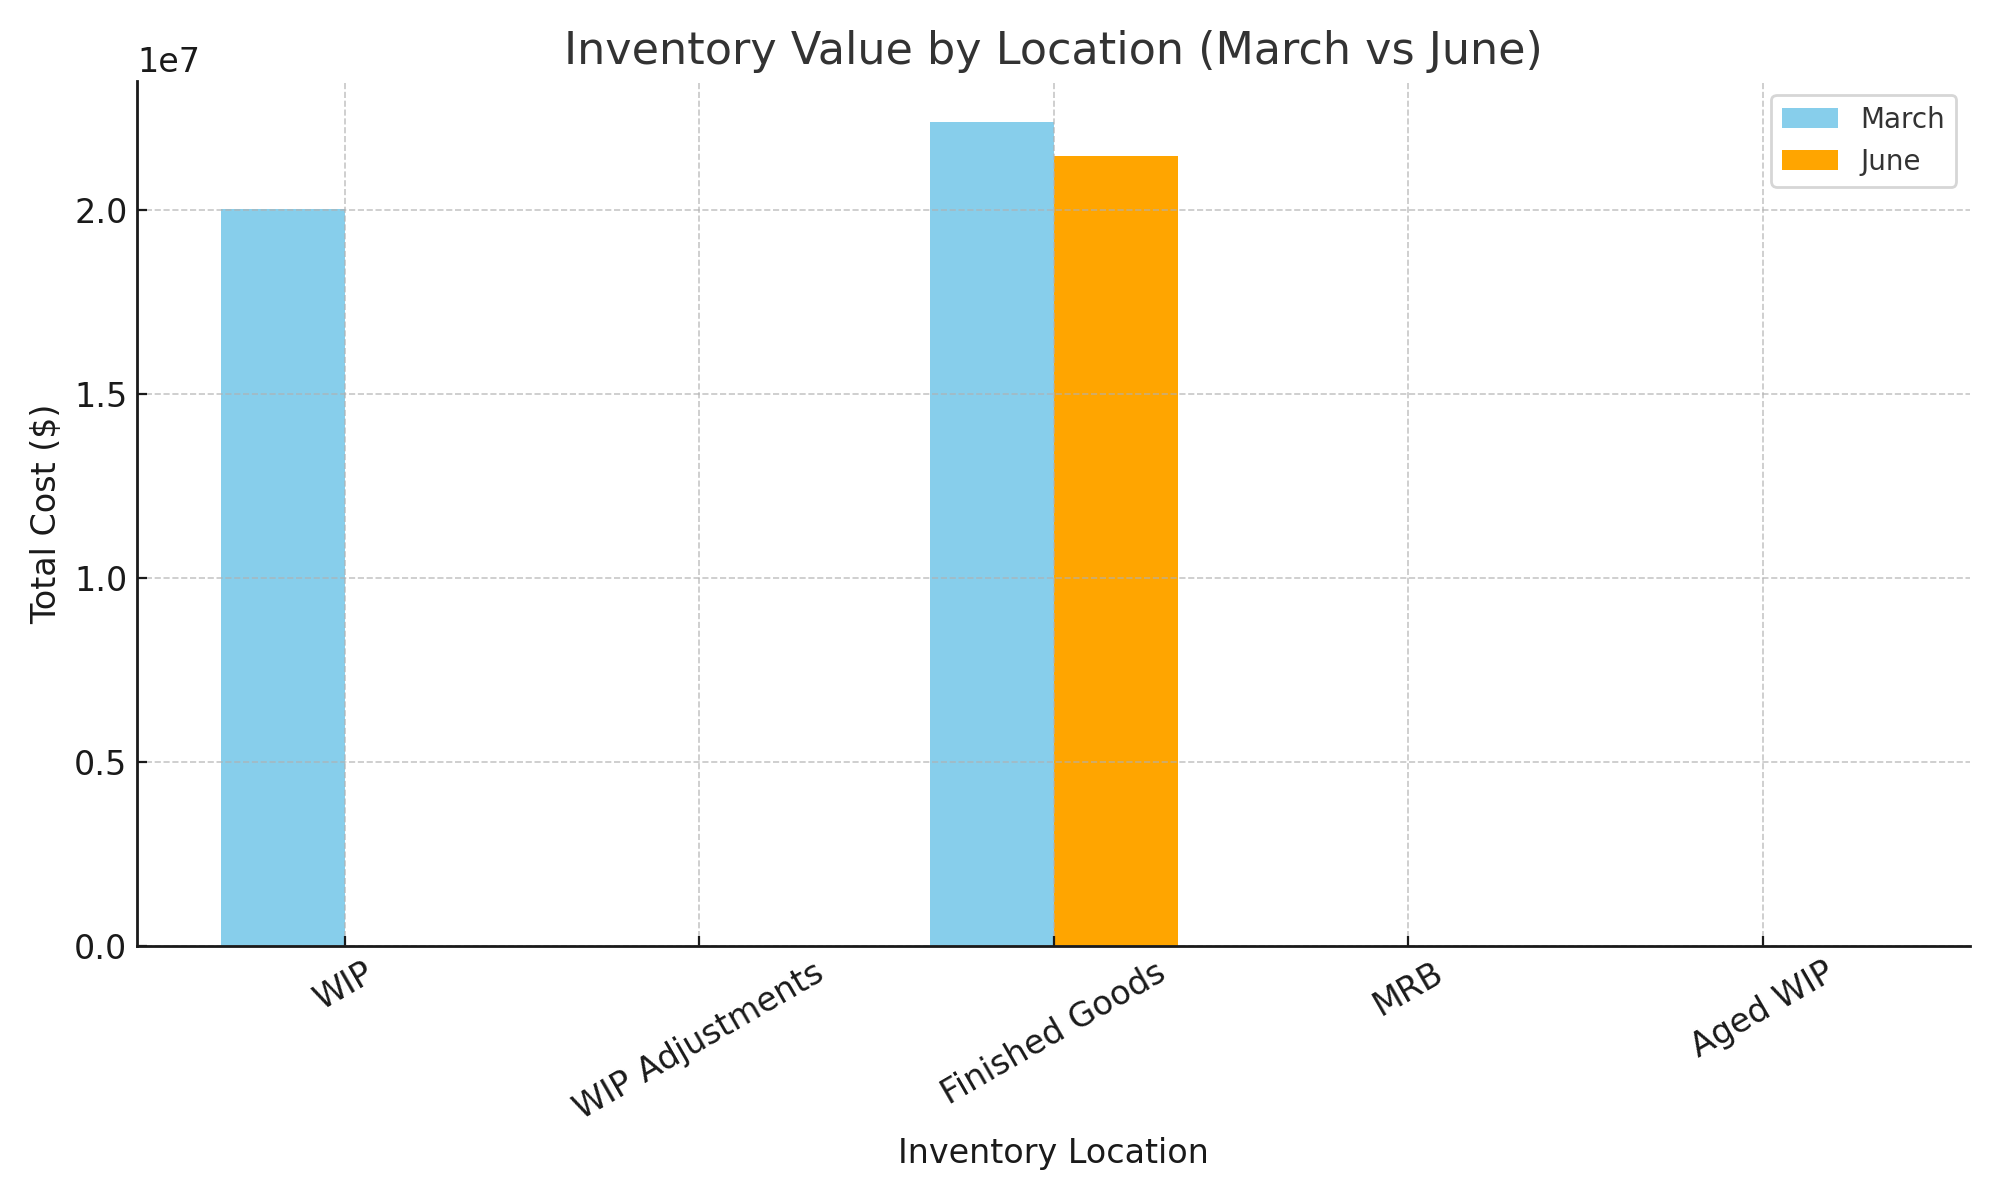 Inventory Value by Location (March vs June)
1e7
March
June
2.0
1.5
1.0
0.5
0.0
Total Cost ($)
WIP
WIP Adjustments
Finished Goods
MRB
Aged WIP
Inventory Location